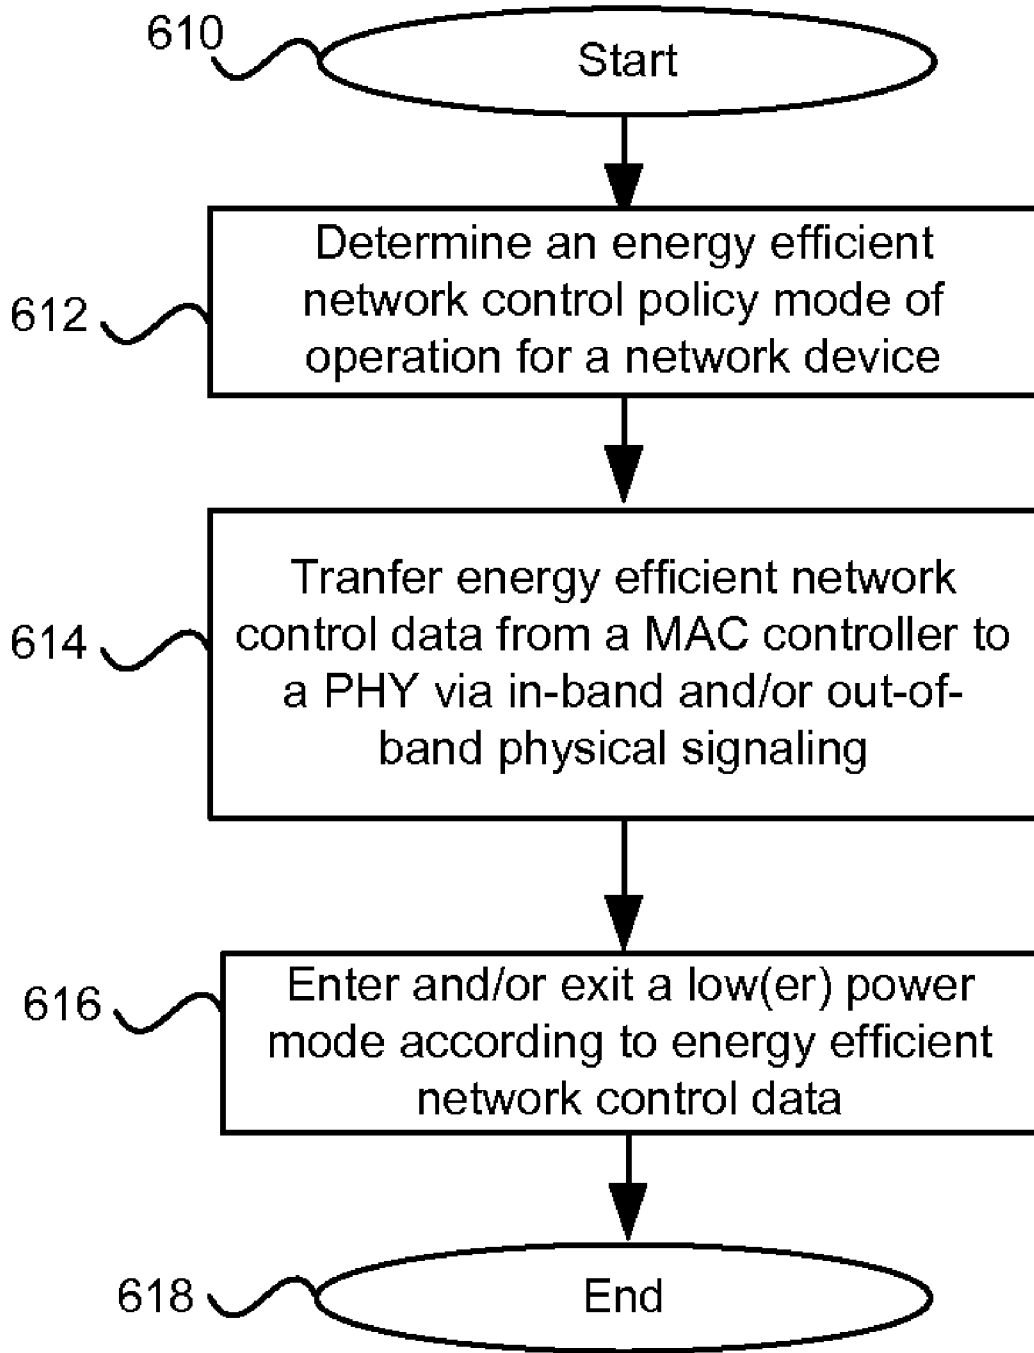 610
Start
Determine an energy efficient
network control policy mode of
operation for a network device
612
Tranfer energy efficient network
control data from a MAC controller to
a PHY via in-band and/or out-of-
band physical signaling
614
Enter and/or exit a low(er) power
mode according to energy efficient
network control data
616
End
618